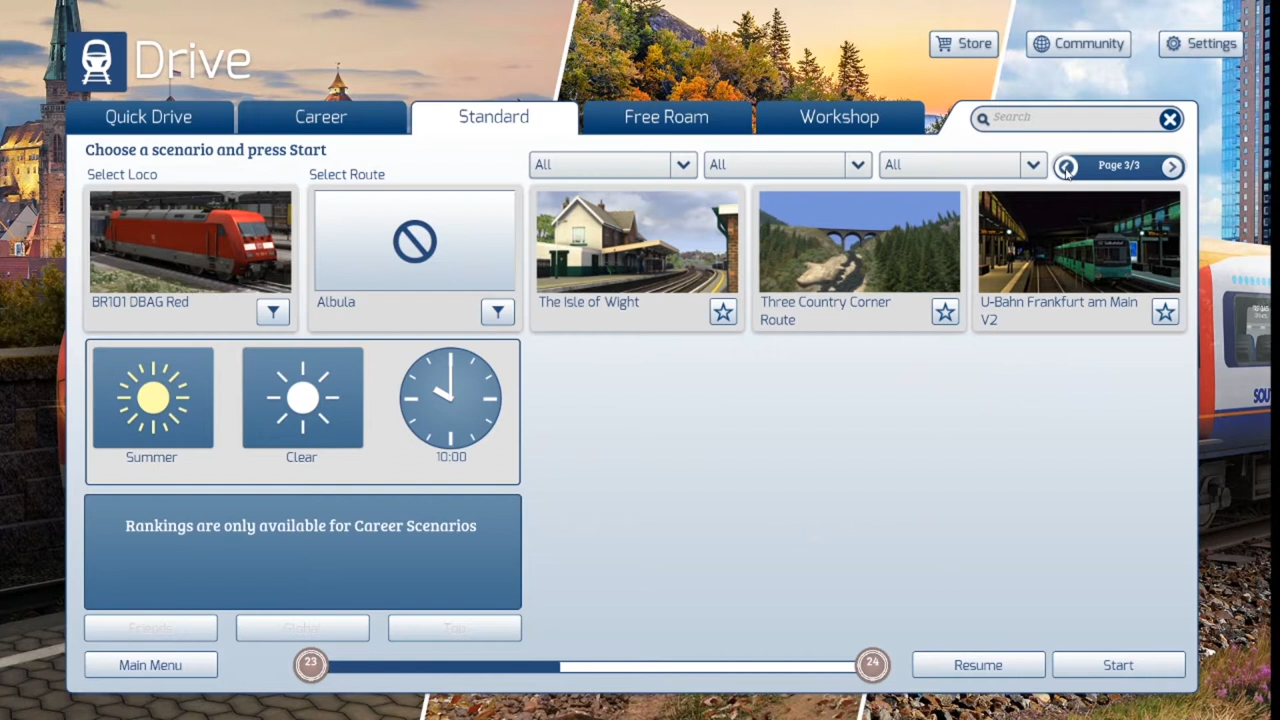 Drive
Store
Community
Settings
Quick Drive
Career
Standard
Free Roam
Workshop
Search
Choose a scenario and press Start
Select Loco
Select Route
All
All
All
Page 3/3
BR101 DBAG Red
Albula
The Isle of Wight
Three Country Corner
Route
U-Bahn Frankfurt am Main
V2
Summer
Clear
10:00
Rankings are only available for Career Scenarios
Friends
Global
Top
Main Menu
23
24
Resume
Start